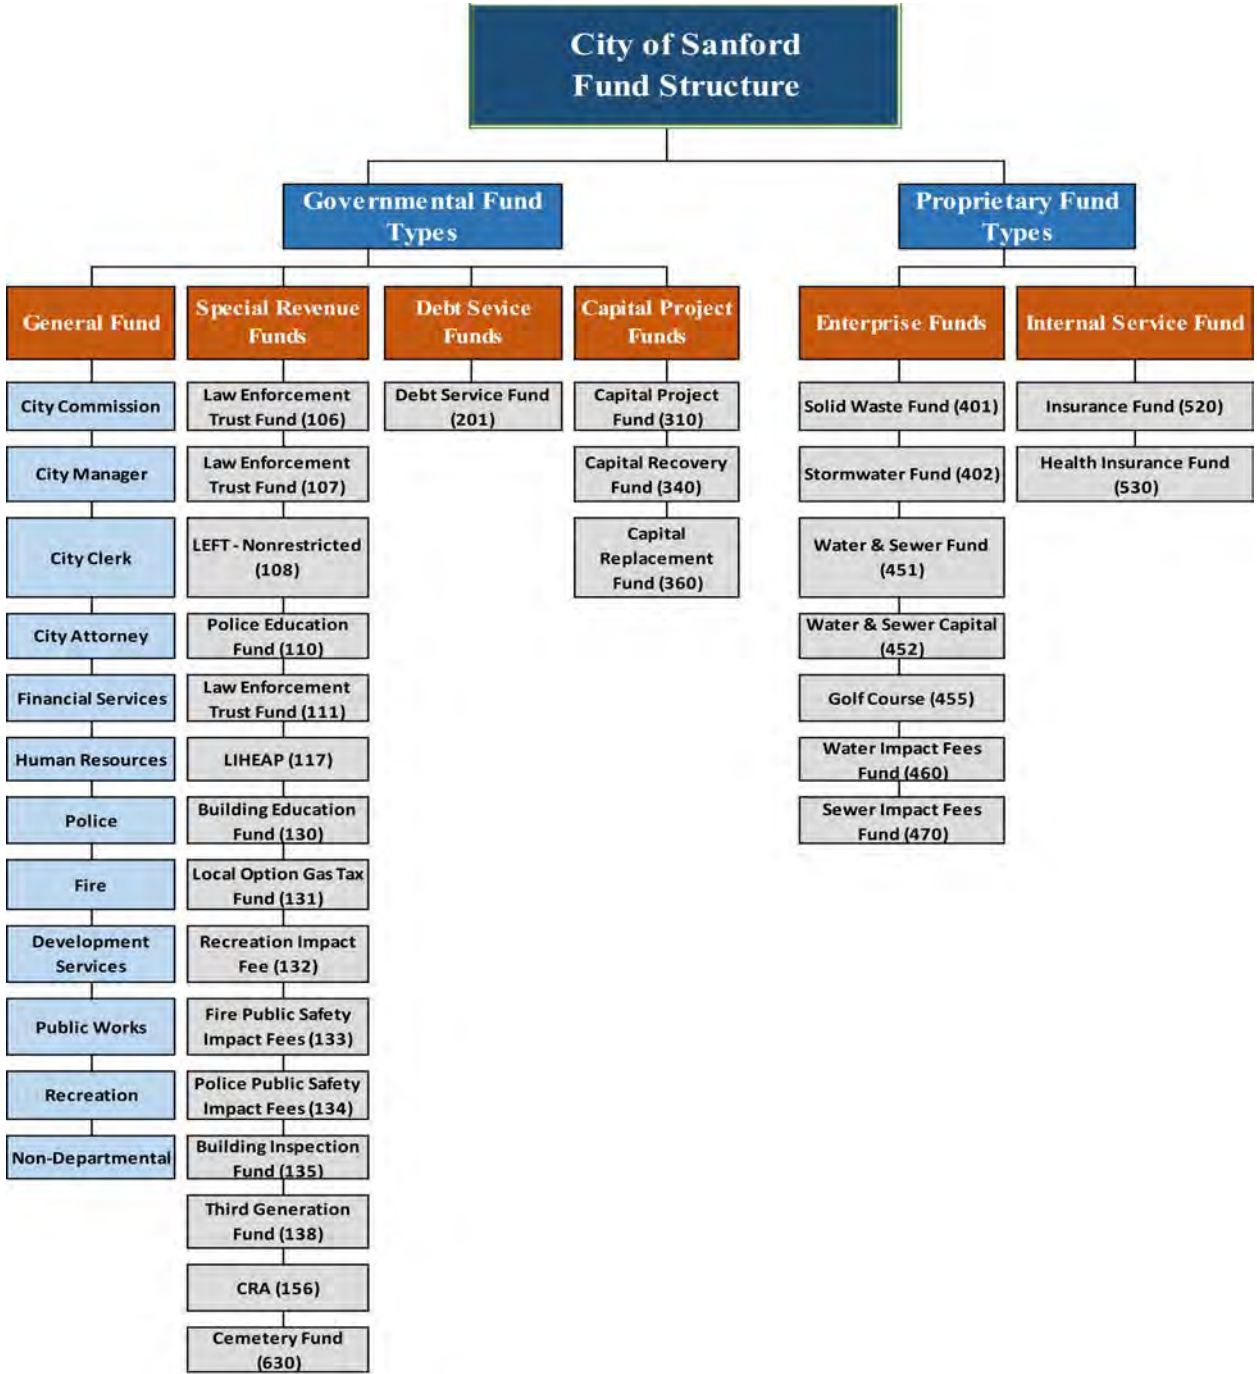 City of Sanford
Fund Structure
Governmental Fund
Types
Proprietary Fund
Types
General Fund
Special Revenue
Funds
Debt Sevice
Funds
Capital Project
Funds
Enterprise Funds
Internal Service Fund
City Commission
City Manager
City Clerk
City Attorney
Financial Services
Human Resources
Police
Fire
Development
Services
Public Works
Recreation
Non-Departmental
Law Enforcement
Trust Fund (106)
Law Enforcement
Trust Fund (107)
LEFT - Nonrestricted
(108)
Police Education
Fund (110)
Law Enforcement
Trust Fund (111)
LIHEAP (117)
Building Education
Fund (130)
Local Option Gas Tax
Fund (131)
Recreation Impact
Fee (132)
Fire Public Safety
Impact Fees (133)
Police Public Safety
Impact Fees (134)
Building Inspection
Fund (135)
Third Generation
Fund (138)
CRA (156)
Cemetery Fund
(630)
Debt Service Fund
(201)
Capital Project
Fund (310)
Capital Recovery
Fund (340)
Capital
Replacement
Fund (360)
Solid Waste Fund (401)
Stormwater Fund (402)
Water & Sewer Fund
(451)
Water & Sewer Capital
(452)
Golf Course (455)
Water Impact Fees
Fund (460)
Sewer Impact Fees
Fund (470)
Insurance Fund (520)
Health Insurance Fund
(530)